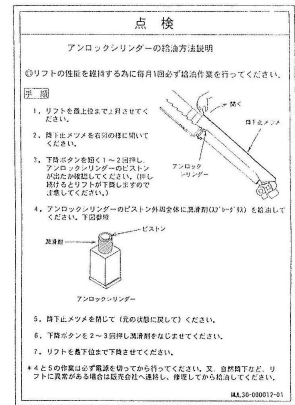 点検
アンロックシリンダーの給油方法説明
◎リフトの性能を維持する為に毎月1回必ず給油作業を行ってください。
手順
1，リフトを最上位まで上昇させてく
ださい。
2，降下止メツメを右図の様に開いて
ください。
3，下降ボタンを短く1～2回押し、
アンロックシリンダーのピストン
が出たか確認してください。（押し
続けるとリフトが下降しますので
注意してください。）
開く
降下止メツメ
アンロック
シリンダー
4，アンロックシリンダーのピストン外周全体に潤滑剤(スプレーグリス)を給油して
ください。下図参照
ピストン
潤滑剤
アンロックシリンダー
5，降下止メツメを閉じて（元の状態に戻して）ください。
6，下降ボタンを2～3回押し潤滑剤をなじませてください。
7，リフトを最下位まで下降させてください。
＊4と5の作業は必ず電源を切ってから行ってください。又、自然降下など、リ
フトに異常がある場合は販売会社へ連絡し、修理してから給油してください。